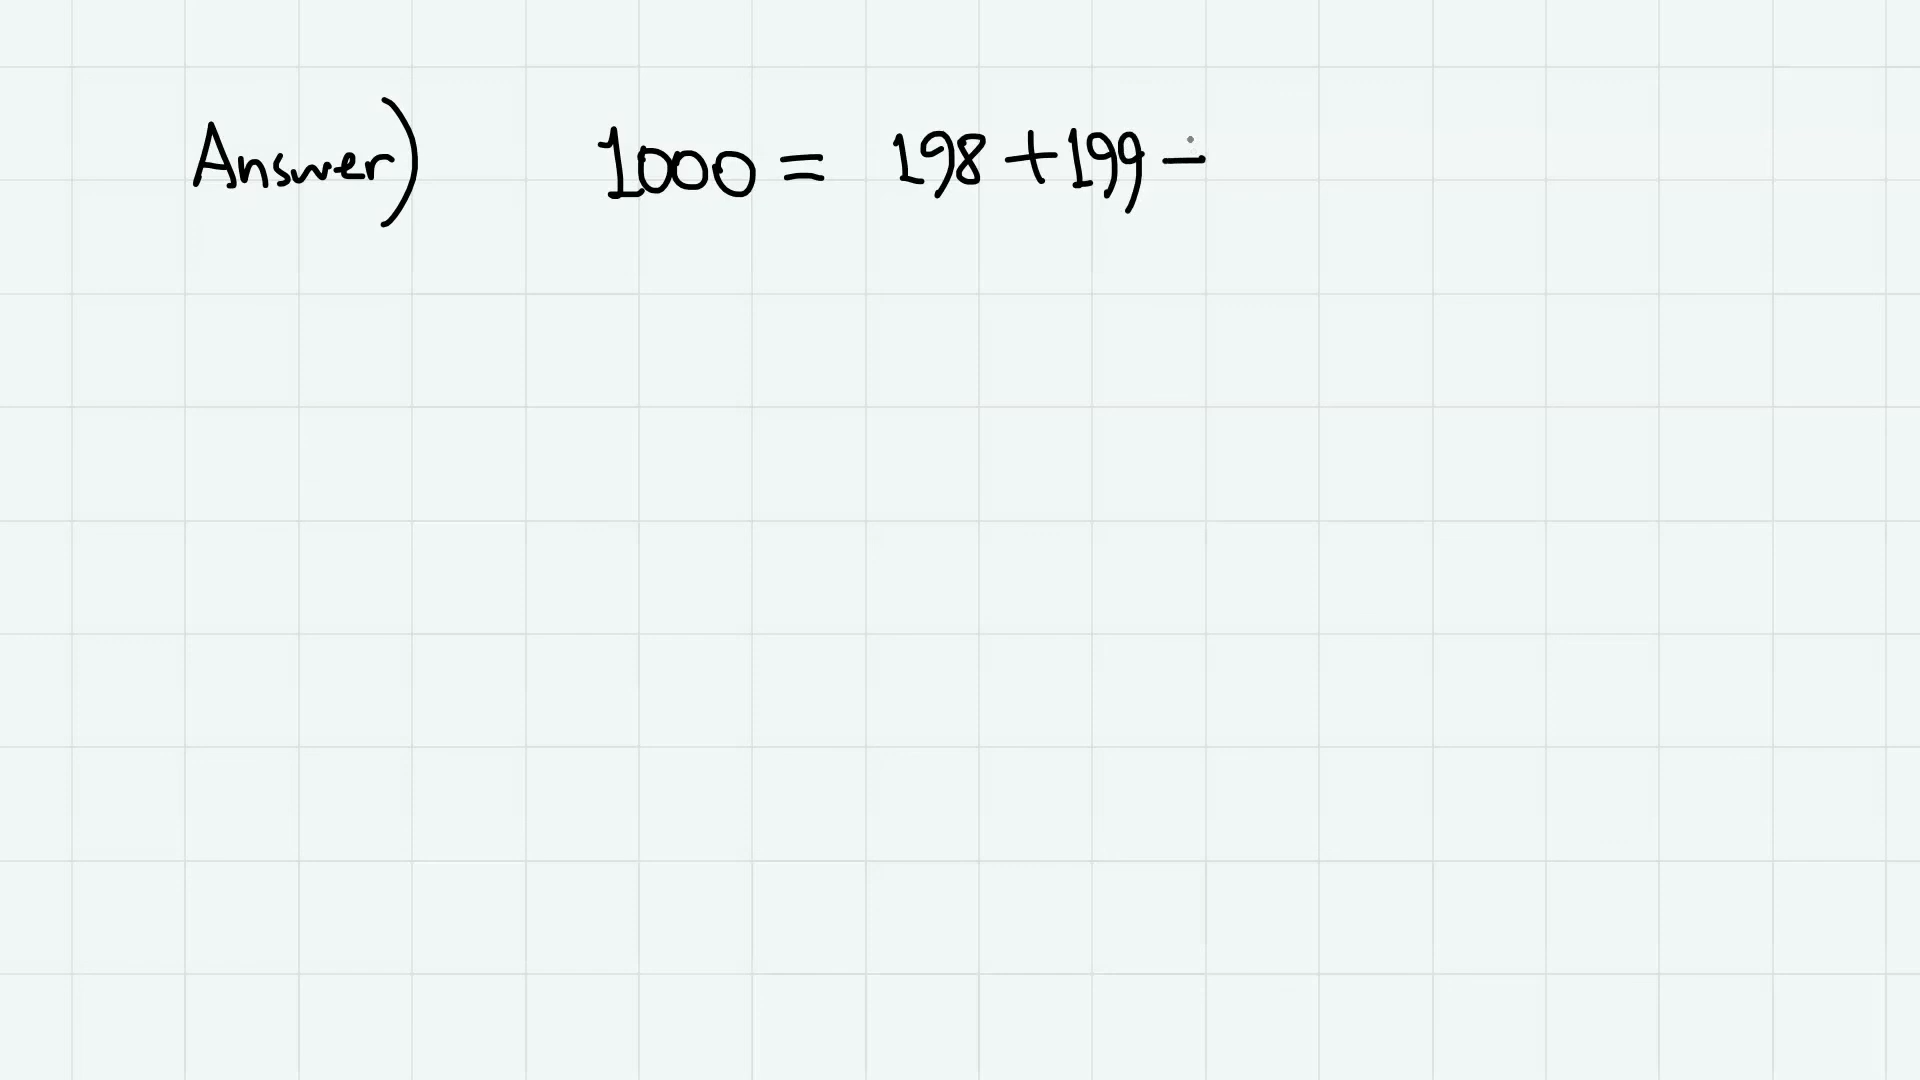 Answer) 1000 = 198 + 199 -